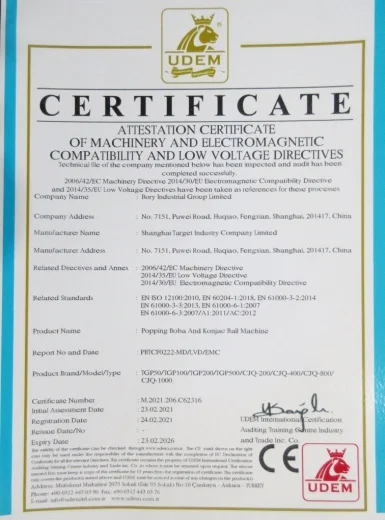 UDEM
CERTIFICATE
ATTESTATION CERTIFICATE
OF MACHINERY AND ELECTROMAGNETIC
COMPATIBILITY AND LOW VOLTAGE DIRECTIVES
Technical file of the company mentioned below has been inspected and audit has been
completed successfully.
2006/42/EC Machinery Directive 2014/30/EU Electromagnetic Compatibility Directive
and 2014/35/EU Low Voltage Directives have been taken as references for these processes
Company Name : Bory Industrial Group Limited
Company Address : No. 7151, Puwei Road, Haqiao, Fengxian, Shanghai, 201417, China
Manufacturer Name : Shanghai Target Industry Company Limited
Manufacturer Address : No. 7151, Puwei Road, Haqiao, Fengxian, Shanghai, 201417, China
Related Directives and Annex : 2006/42/EC Machinery Directive
2014/35/EU Low Voltage Directive
2014/30/EU Electromagnetic Compatibility Directive
Related Standards : EN ISO 12100:2010, EN 60204-1:2018, EN 61000-3-2:2014
EN 61000-3-3:2013, EN 61000-6-1:2007
EN 61000-6-3:2007/A1:2011/AC:2012
Product Name : Popping Boba And Konjac Ball Machine
Report No and Date
Product Brand/Model/Type : TGP50/TGP100/TGP200/TGP500/CJQ-200/CJQ-400/CJQ-800/
CJQ-1000
Certificate Number : M.2021.206.C62316
Initial Assessment Date : 23.02.2021
Registration Date : 24.02.2021
Reissue Date/No : -
Expiry Date : 23.02.2026
UDEM International Certification
Auditing Training Centre Industry
and Trade Inc. Co.
CE
UDEM